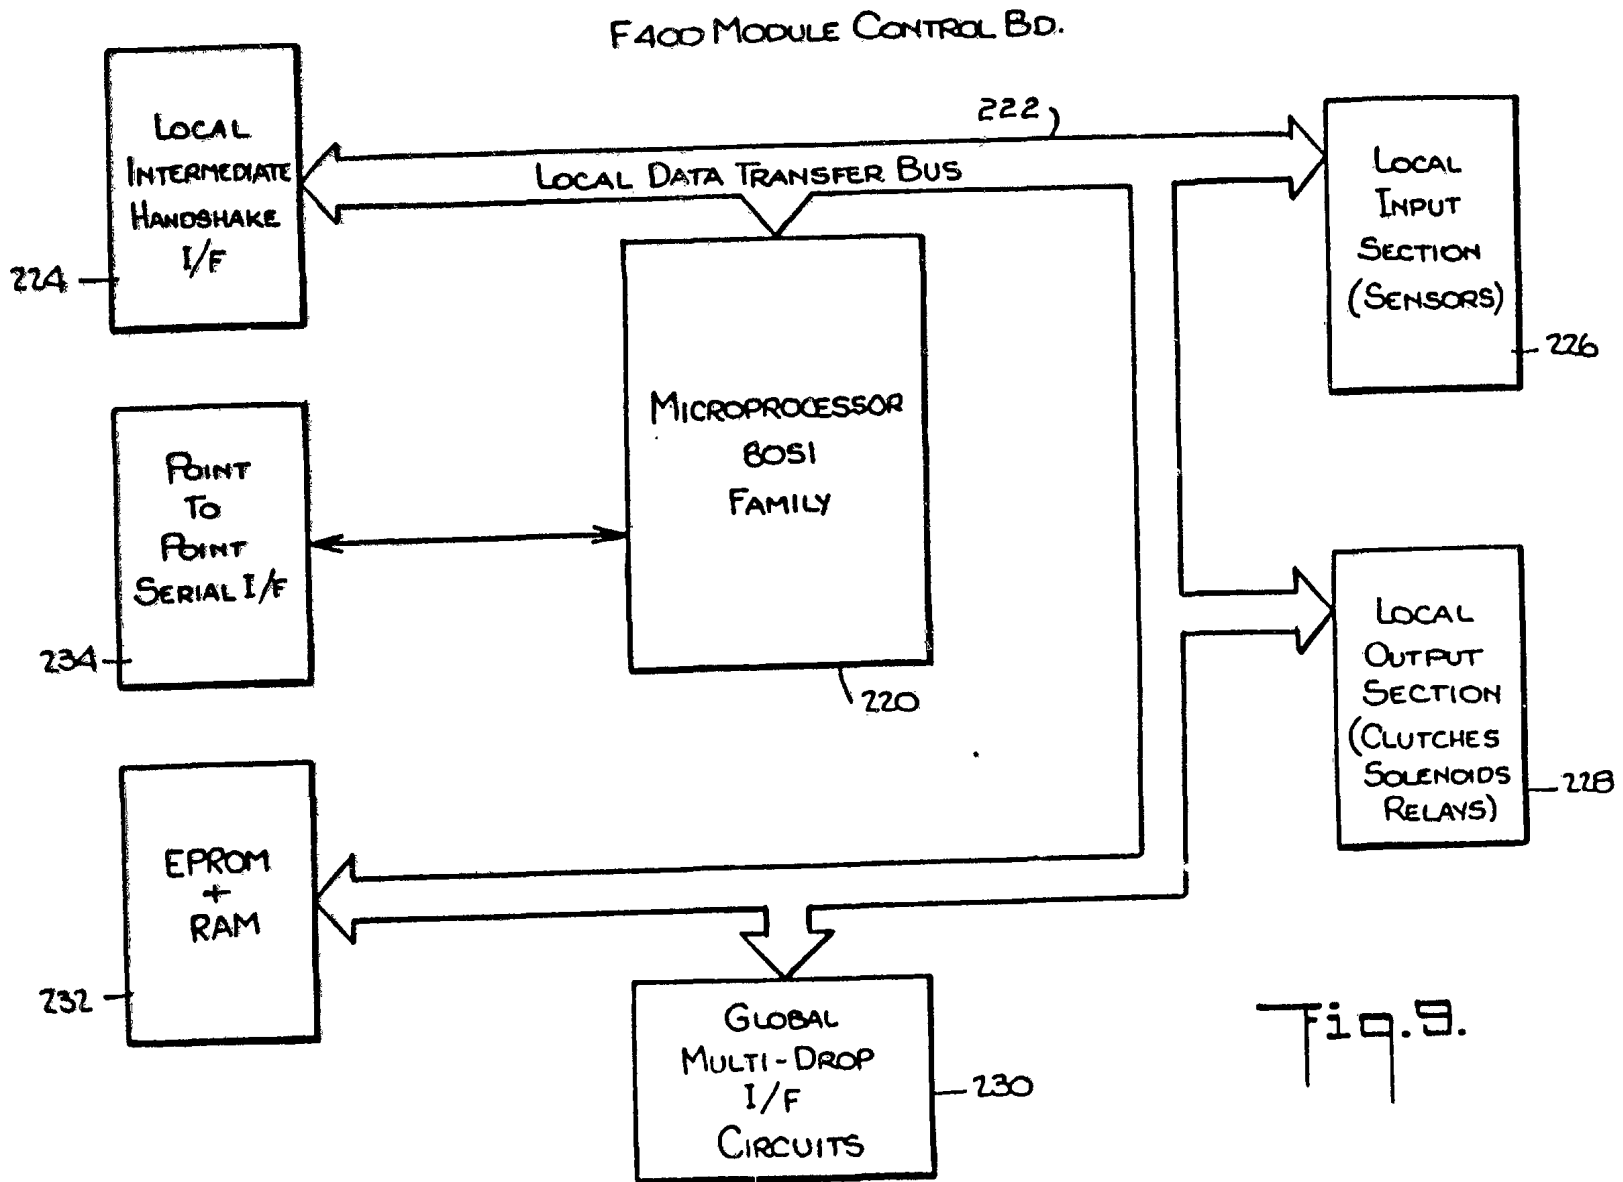 F400 MODULE CONTROL BD.
LOCAL
INTERMEDIATE
HANDSHAKE
I/F
224
222
LOCAL DATA TRANSFER BUS
LOCAL
INPUT
SECTION
(SENSORS)
226
MICROPROCESSOR
8051
FAMILY
220
POINT
TO
POINT
SERIAL I/F
234
LOCAL
OUTPUT
SECTION
(CLUTCHES
SOLENOIDS
RELAYS)
228
EPROM
+
RAM
232
GLOBAL
MULTI-DROP
I/F
CIRCUITS
230
Fig. 9.